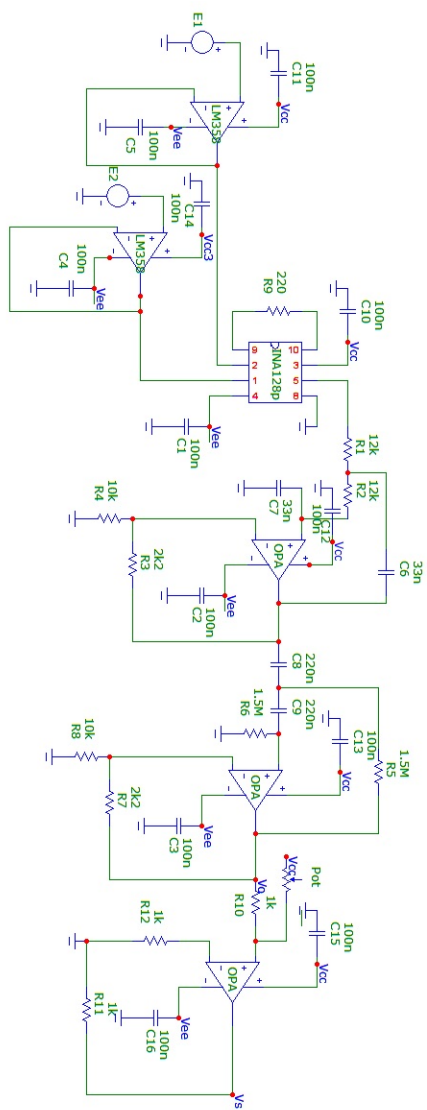 E1
C11
100n
Vcc
LM358
C5
100n
Vee
E2
C14
100n
Vcc3
LM358
C4
100n
Vee
220
R9
C10
100n
Vcc
INA128p
9
2
1
4
10
3
5
8
C1
100n
Vee
R1
12k
R2
12k
C7
33n
C12
100n
Vcc
C6
33n
R4
10k
R3
2k2
OPA
C2
100n
Vee
C8
220n
C9
220n
R6
1.5M
C13
100n
Vcc
R5
1.5M
R8
10k
R7
2k2
OPA
C3
100n
Vee
Vcc
Pot
R10
1k
C15
100n
Vcc
R12
1k
OPA
R11
1k
C16
100n
Vee
Vs